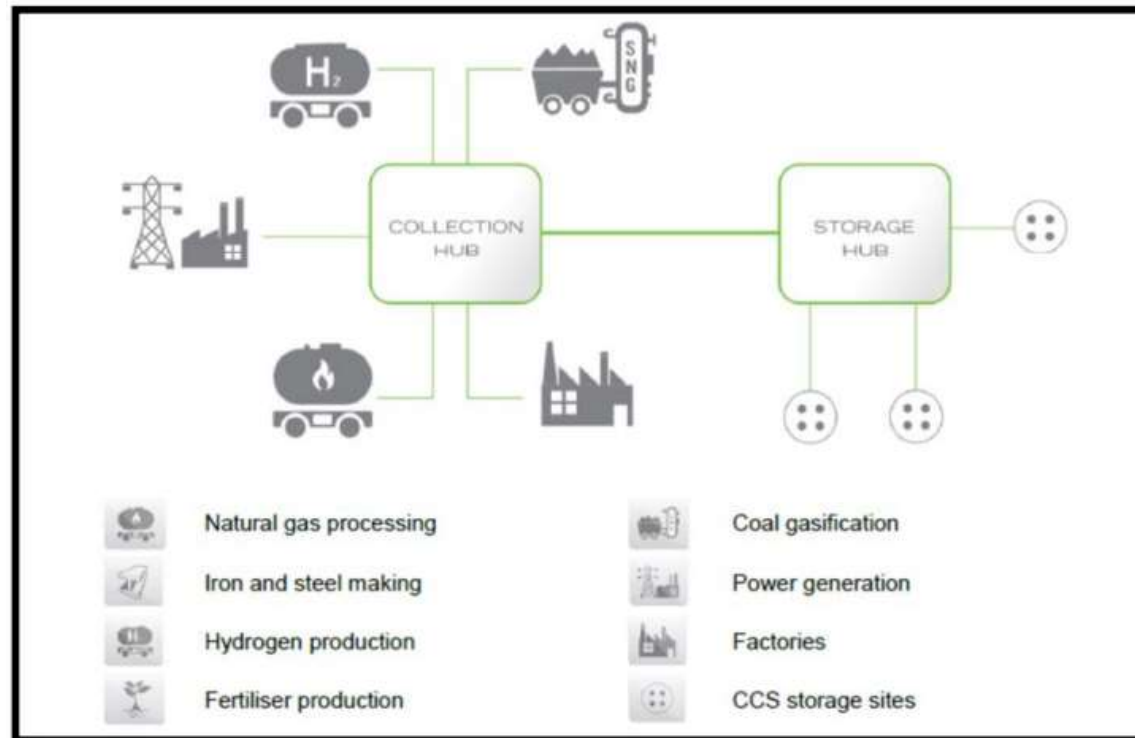 H2
SNG
COLLECTION
HUB
STORAGE
HUB
Natural gas processing
Coal gasification
Iron and steel making
Power generation
Hydrogen production
Factories
Fertiliser production
CCS storage sites